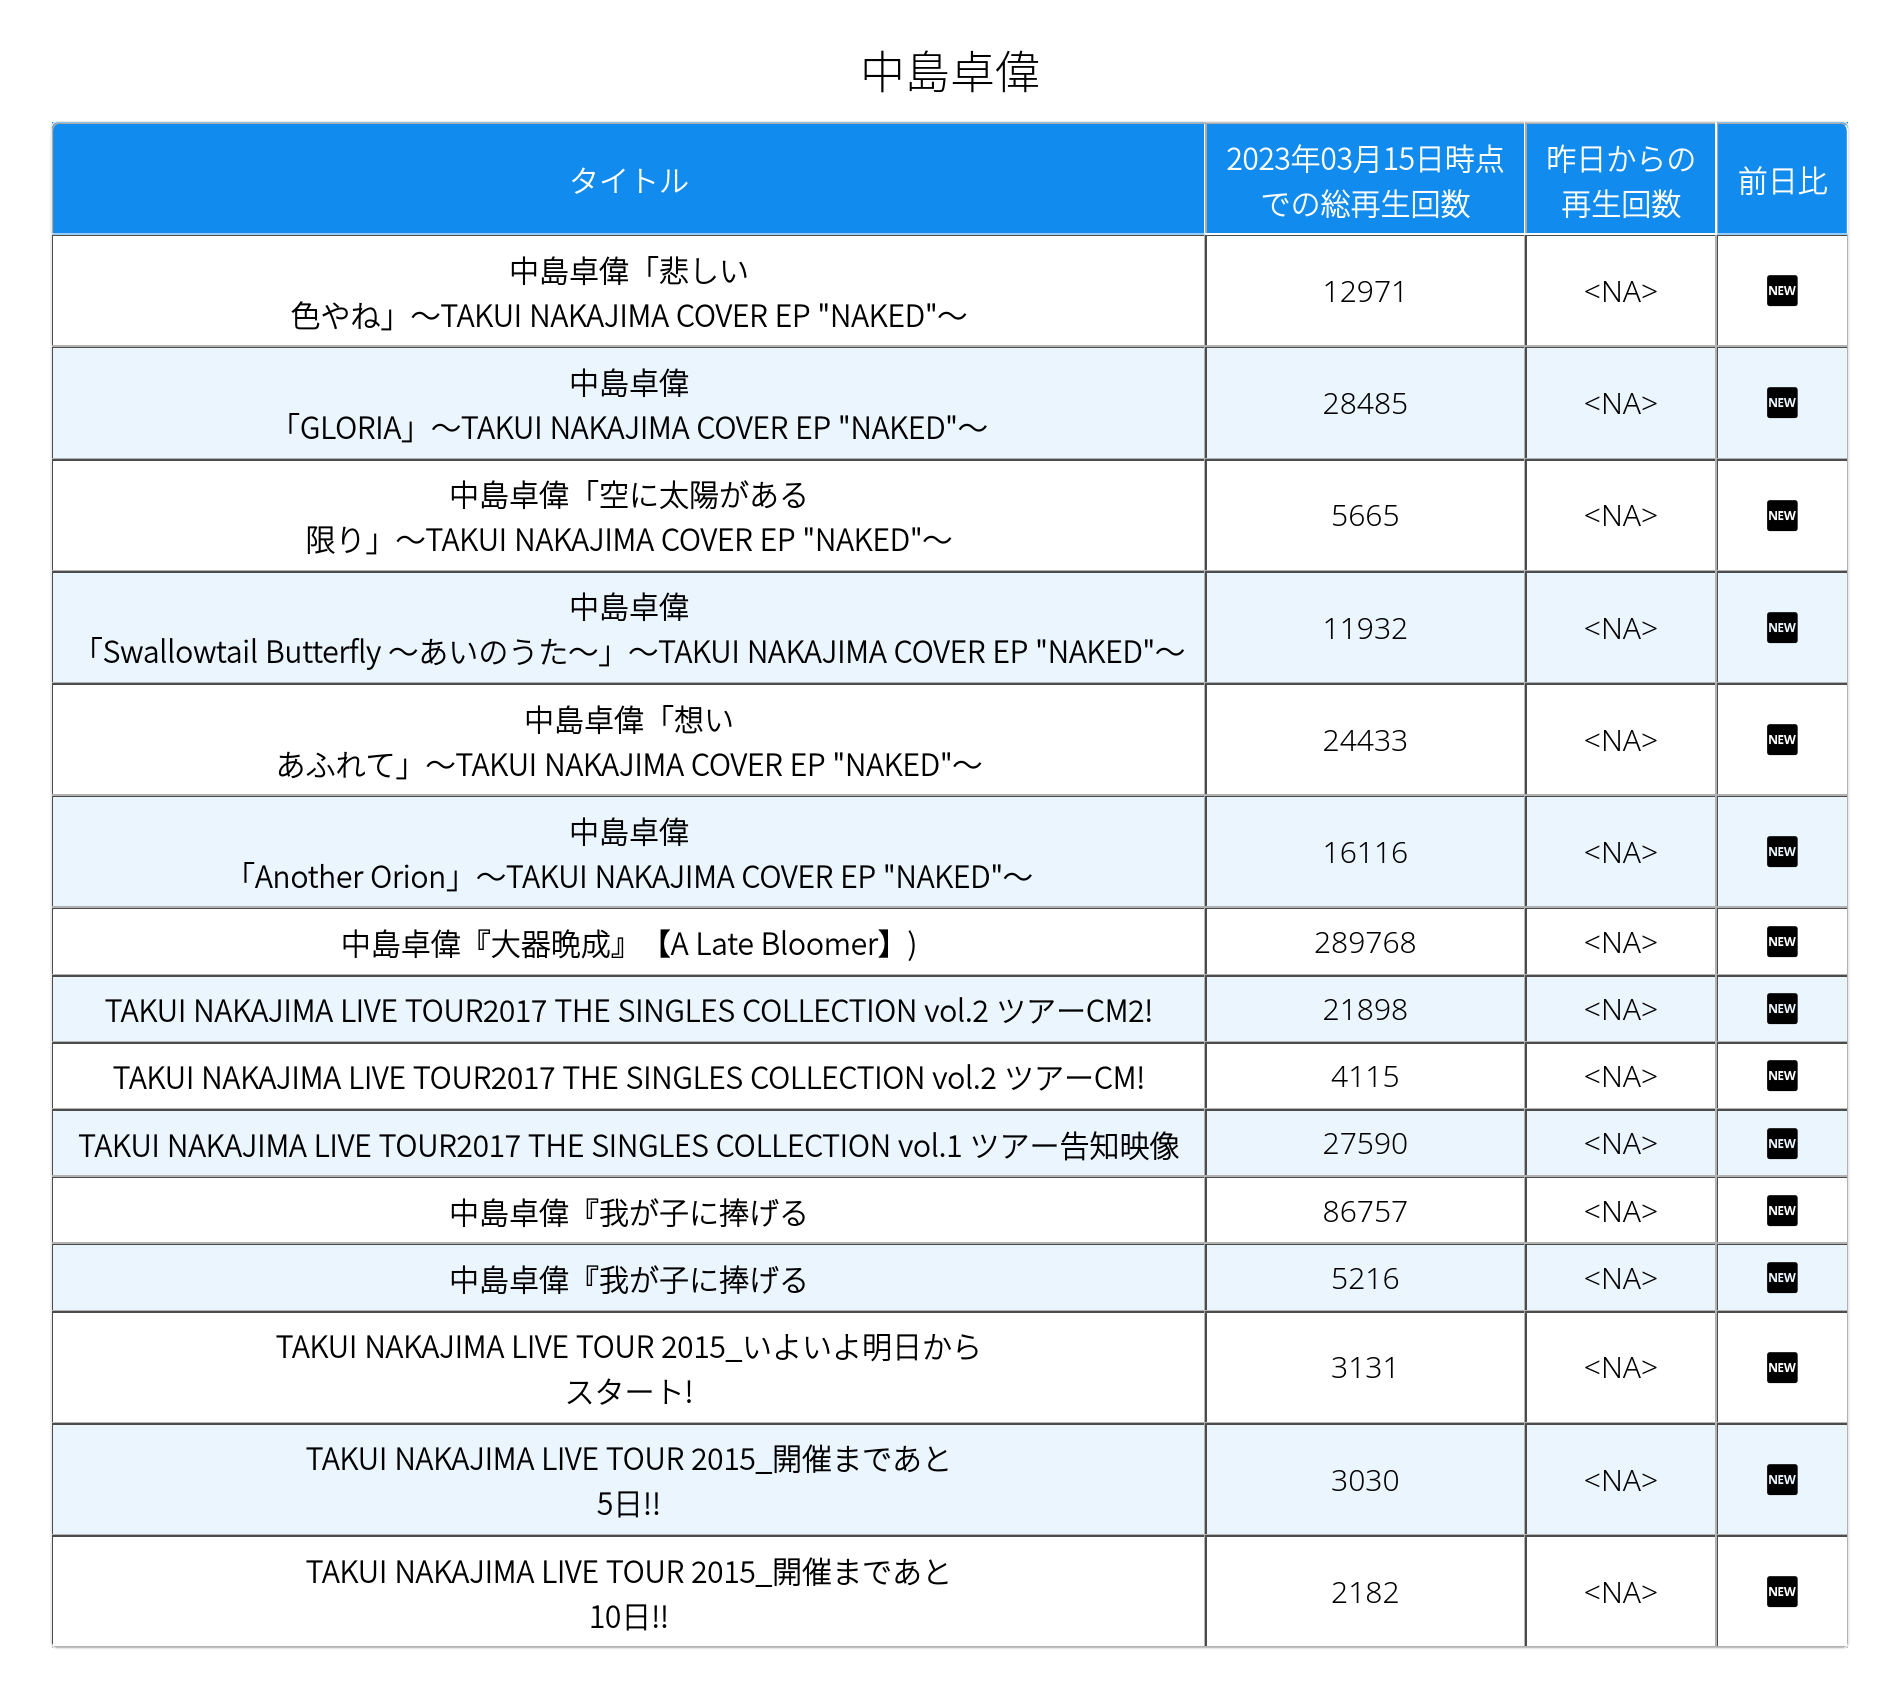 中島卓偉
タイトル
2023年03月15日時点
での総再生回数
昨日からの
再生回数
前日比
中島卓偉「悲しい
色やね」～TAKUI NAKAJIMA COVER EP "NAKED"～
12971
<NA>
NEW
中島卓偉
「GLORIA」～TAKUI NAKAJIMA COVER EP "NAKED"～
28485
<NA>
NEW
中島卓偉「空に太陽がある
限り」～TAKUI NAKAJIMA COVER EP "NAKED"～
5665
<NA>
NEW
中島卓偉
「Swallowtail Butterfly ～あいのうた～」～TAKUI NAKAJIMA COVER EP "NAKED"～
11932
<NA>
NEW
中島卓偉「想い
あふれて」～TAKUI NAKAJIMA COVER EP "NAKED"～
24433
<NA>
NEW
中島卓偉
「Another Orion」～TAKUI NAKAJIMA COVER EP "NAKED"～
16116
<NA>
NEW
中島卓偉『大器晩成』【A Late Bloomer】)
289768
<NA>
NEW
TAKUI NAKAJIMA LIVE TOUR2017 THE SINGLES COLLECTION vol.2 ツアーCM2!
21898
<NA>
NEW
TAKUI NAKAJIMA LIVE TOUR2017 THE SINGLES COLLECTION vol.2 ツアーCM!
4115
<NA>
NEW
TAKUI NAKAJIMA LIVE TOUR2017 THE SINGLES COLLECTION vol.1 ツアー告知映像
27590
<NA>
NEW
中島卓偉『我が子に捧げる
86757
<NA>
NEW
中島卓偉『我が子に捧げる
5216
<NA>
NEW
TAKUI NAKAJIMA LIVE TOUR 2015_いよいよ明日から
スタート!
3131
<NA>
NEW
TAKUI NAKAJIMA LIVE TOUR 2015_開催まであと
5日!!
3030
<NA>
NEW
TAKUI NAKAJIMA LIVE TOUR 2015_開催まであと
10日!!
2182
<NA>
NEW